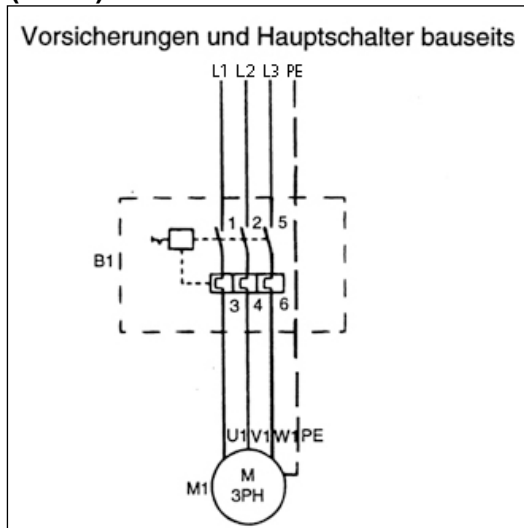 Vorsicherungen und Hauptschalter bauseits
L1 L2 L3 PE
1 2 5
B1
3 4 6
U1 V1 W1 PE
M1
M
3PH